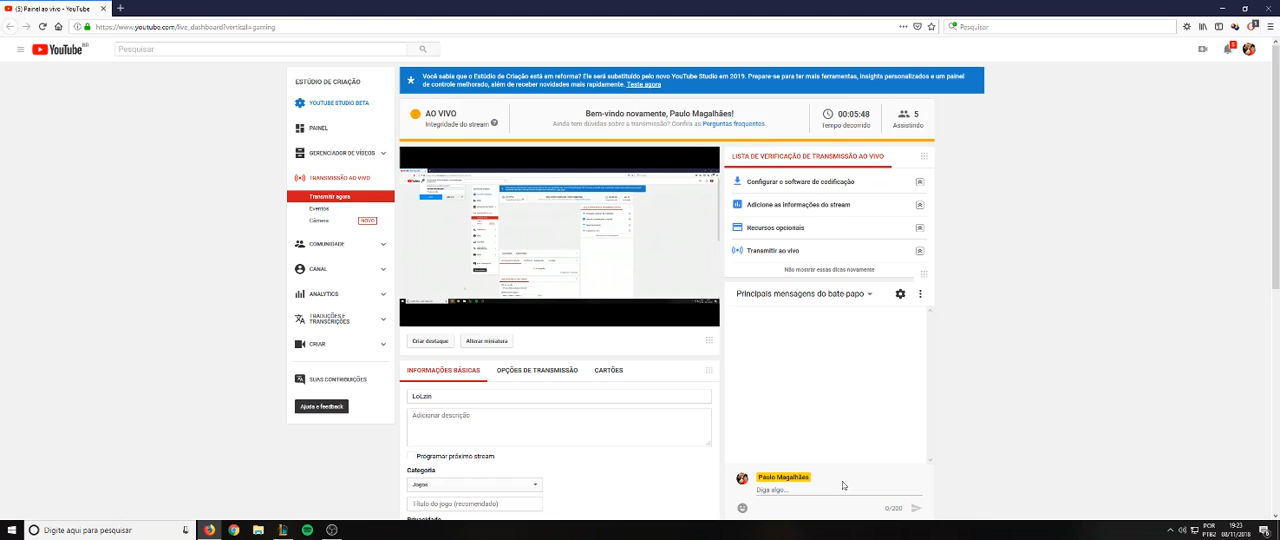 (5) Painel ao vivo - YouTube
https://www.youtube.com/live_dashboard?vertical=gaming
Pesquisar
YouTube BR
Pesquisar
ESTÚDIO DE CRIAÇÃO
YOUTUBE STUDIO BETA
PAINEL
GERENCIADOR DE VÍDEOS
TRANSMISSÃO AO VIVO
Transmitir agora
Eventos
Câmera NOVO
COMUNIDADE
CANAL
ANALYTICS
TRADUÇÕES E
TRANSCRIÇÕES
CRIAR
SUAS CONTRIBUIÇÕES
Ajuda e feedback
Você sabia que o Estúdio de Criação está em reforma? Ele será substituído pelo novo YouTube Studio em 2019. Prepare-se para ter mais ferramentas, insights personalizados e um painel
de controle melhorado, além de receber novidades mais rapidamente. Teste agora
AO VIVO
Integridade do stream
Bem-vindo novamente, Paulo Magalhães!
Ainda tem dúvidas sobre a transmissão? Confira as Perguntas frequentes.
00:05:48
Tempo decorrido
5
Assistindo
Criar destaque
Alterar miniatura
INFORMAÇÕES BÁSICAS
OPÇÕES DE TRANSMISSÃO
CARTÕES
LoLzin
Adicionar descrição
Programar próximo stream
Categoria
Jogos
Título do jogo (recomendado)
Privacidade
LISTA DE VERIFICAÇÃO DE TRANSMISSÃO AO VIVO
Configurar o software de codificação
Adicione as informações do stream
Recursos opcionais
Transmitir ao vivo
Não mostrar essas dicas novamente
Principais mensagens do bate papo
Paulo Magalhães
Diga algo...
0/200
Digite aqui para pesquisar
POR
PTB2
19:23
08/11/2018